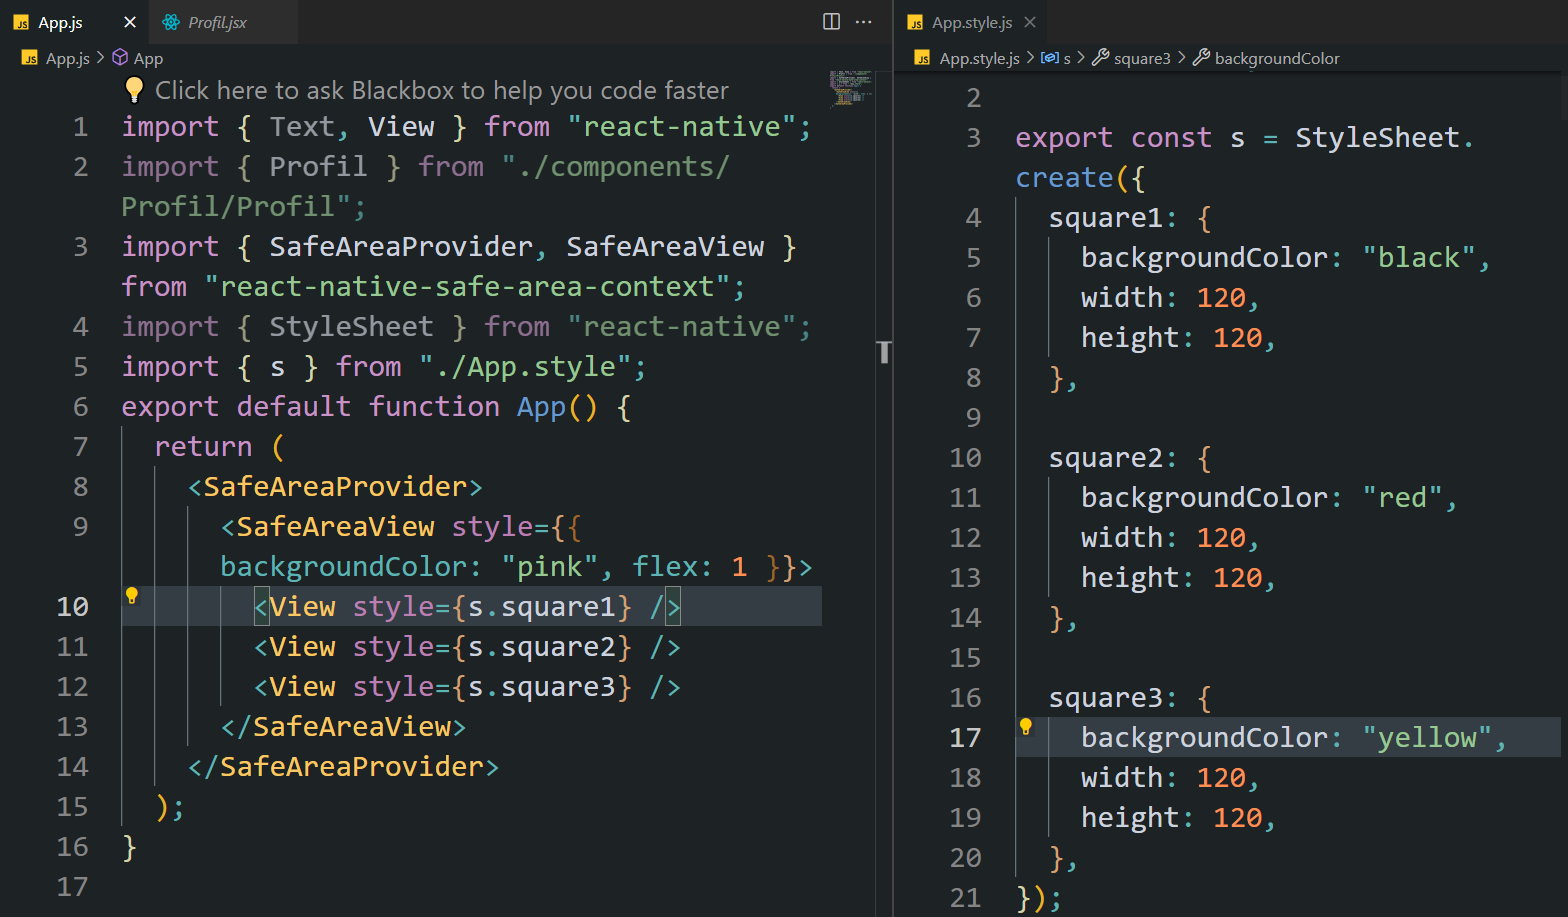 JS App.js ×
Profil.jsx
JS App.js > App
Click here to ask Blackbox to help you code faster
1 import { Text, View } from "react-native";
2 import { Profil } from "./components/
Profil/Profil";
3 import { SafeAreaProvider, SafeAreaView }
from "react-native-safe-area-context";
4 import { StyleSheet } from "react-native";
5 import { s } from "./App.style";
6 export default function App() {
7 return (
8 <SafeAreaProvider>
9 <SafeAreaView style={{
backgroundColor: "pink", flex: 1 }}>
10 <View style={s.square1} />
11 <View style={s.square2} />
12 <View style={s.square3} />
13 </SafeAreaView>
14 </SafeAreaProvider>
15 );
16 }
17
JS App.style.js ×
JS App.style.js > s > square3 > backgroundColor
2
3 export const s = StyleSheet.
create({
4 square1: {
5 backgroundColor: "black",
6 width: 120,
7 height: 120,
8 },
9
10 square2: {
11 backgroundColor: "red",
12 width: 120,
13 height: 120,
14 },
15
16 square3: {
17 backgroundColor: "yellow",
18 width: 120,
19 height: 120,
20 },
21 });